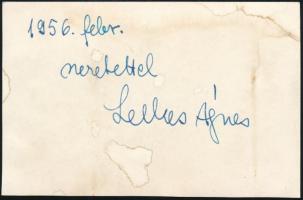 1956. febr.
szeretettel
Lelkes Ágnes